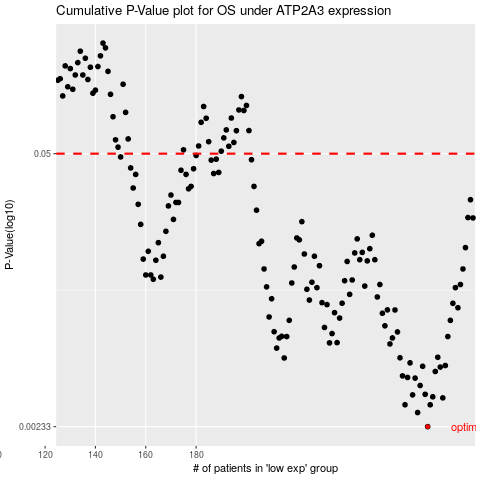 Cumulative P-Value plot for OS under ATP2A3 expression
P-Value(log10)
0.05
0.00233
optim
0 120 140 160 180
# of patients in 'low exp' group